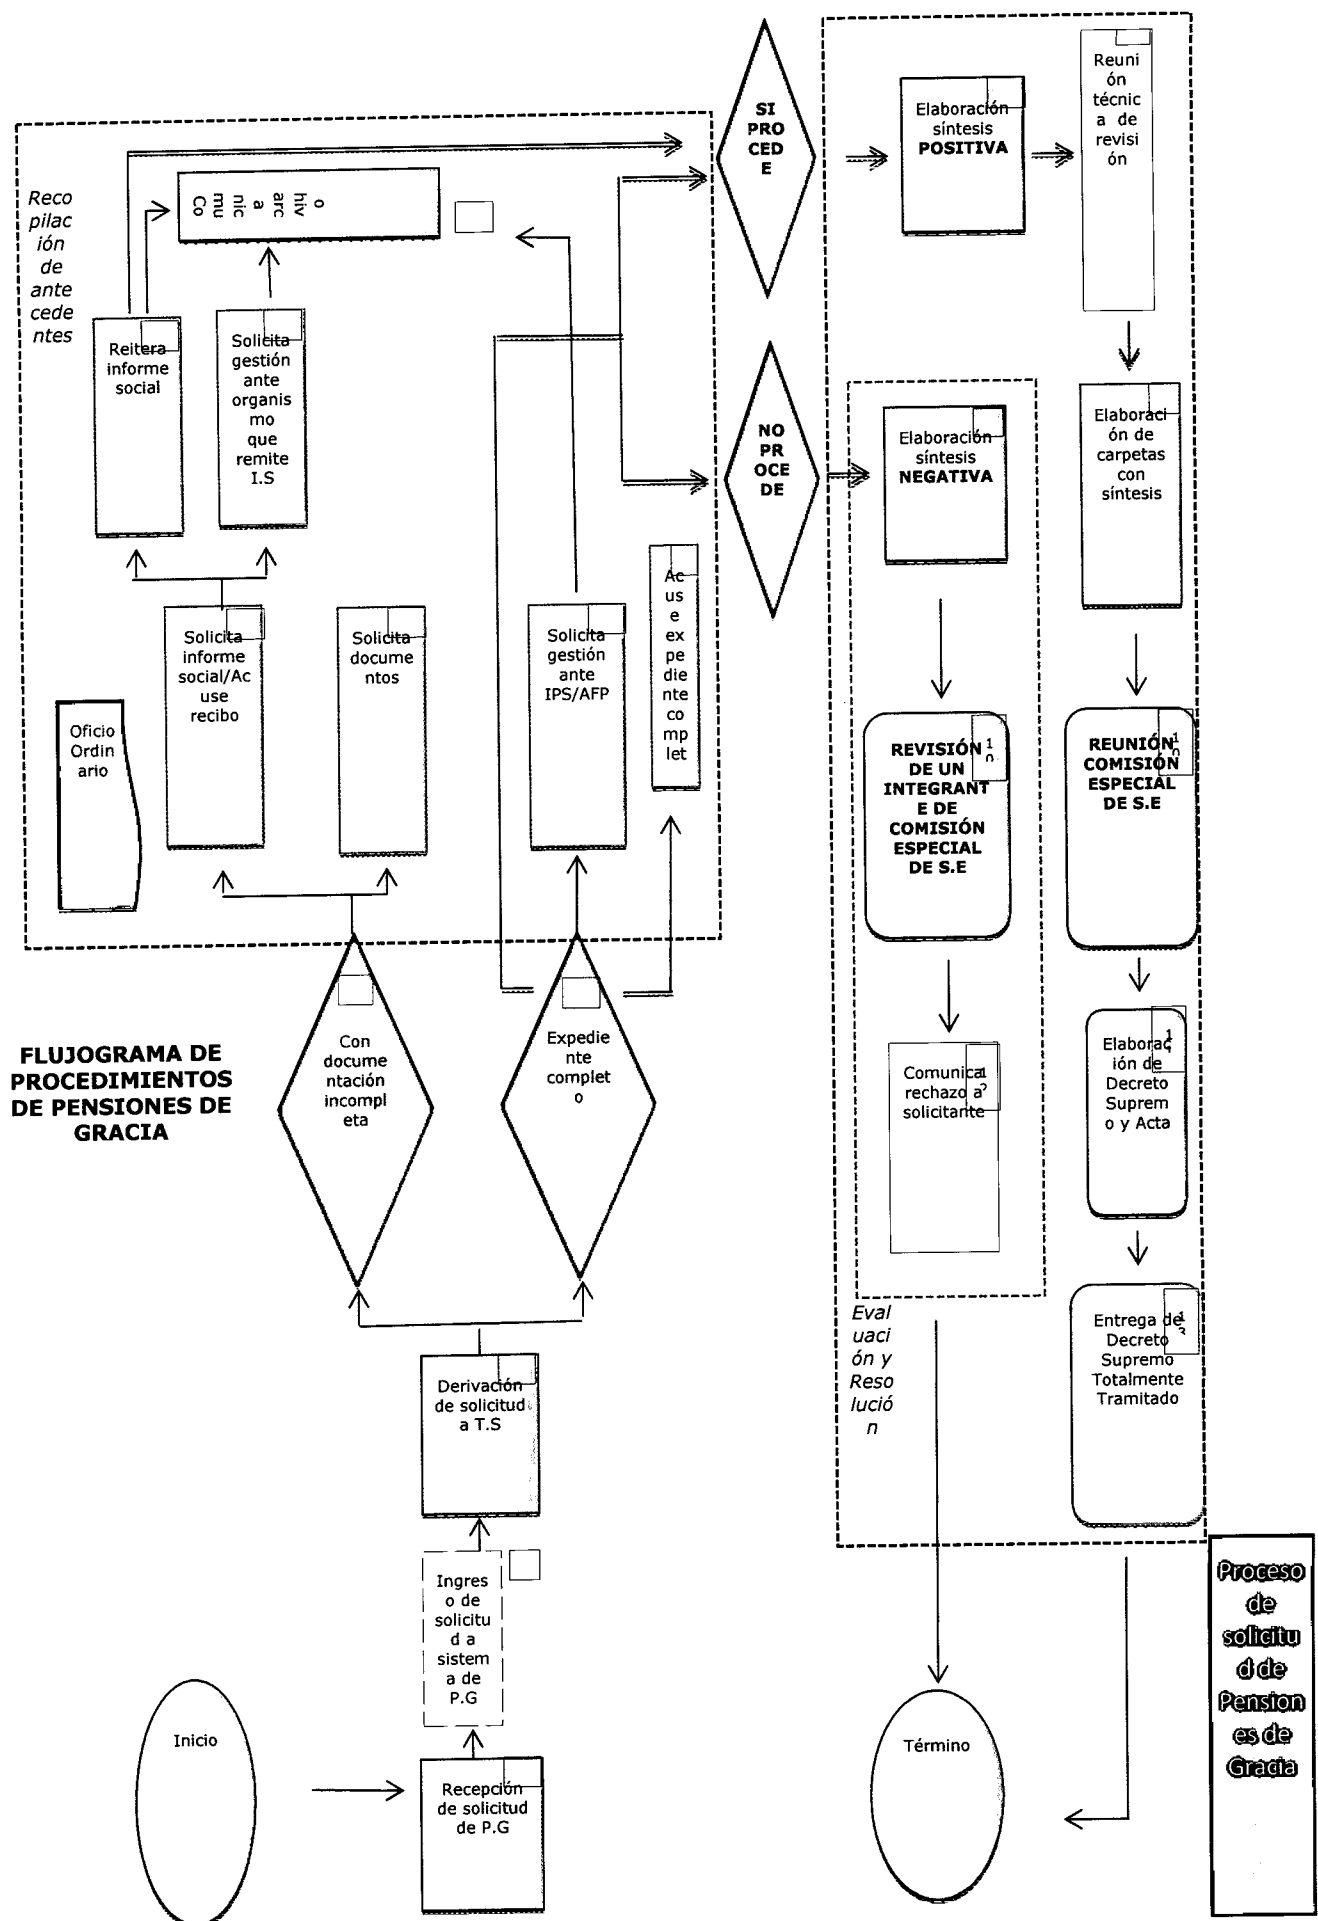 SI
PRO
CED
E
Elaboración
síntesis
POSITIVA
Reuni
ón
técnic
a de
revisi
ón
Reco
pilac
ión
de
ante
cede
ntes
Co
mu
nic
a
arc
hiv
o
Reitera
informe
social
Solicita
gestión
ante
organis
mo
que
remite
I.S
NO
PR
OCE
DE
Elaboración
síntesis
NEGATIVA
Elaboraci
ón de
carpetas
con
síntesis
Solicita
informe
social/Ac
use
recibo
Solicita
docume
ntos
Solicita
gestión
ante
IPS/AFP
Ac
us
e
ex
pe
die
nte
co
mp
let
Oficio
Ordin
ario
REVISIÓN
DE UN
INTEGRANT
E DE
COMISIÓN
ESPECIAL
DE S.E
REUNIÓN
COMISIÓN
ESPECIAL
DE S.E
Con
docume
ntación
incompl
eta
Expedie
nte
complet
o
FLUJOGRAMA DE
PROCEDIMIENTOS
DE PENSIONES DE
GRACIA
Comunica
rechazo a
solicitante
Elaborac
ión de
Decreto
Suprem
o y Acta
Eval
uaci
ón y
Reso
lució
n
Entrega de
Decreto
Supremo
Totalmente
Tramitado
Derivación
de solicitud
a T.S
Ingres
o de
solicitu
d a
sistem
a de
P.G
Inicio
Recepción
de solicitud
de P.G
Término
Proceso
de
solicitu
d de
Pension
es de
Gracia